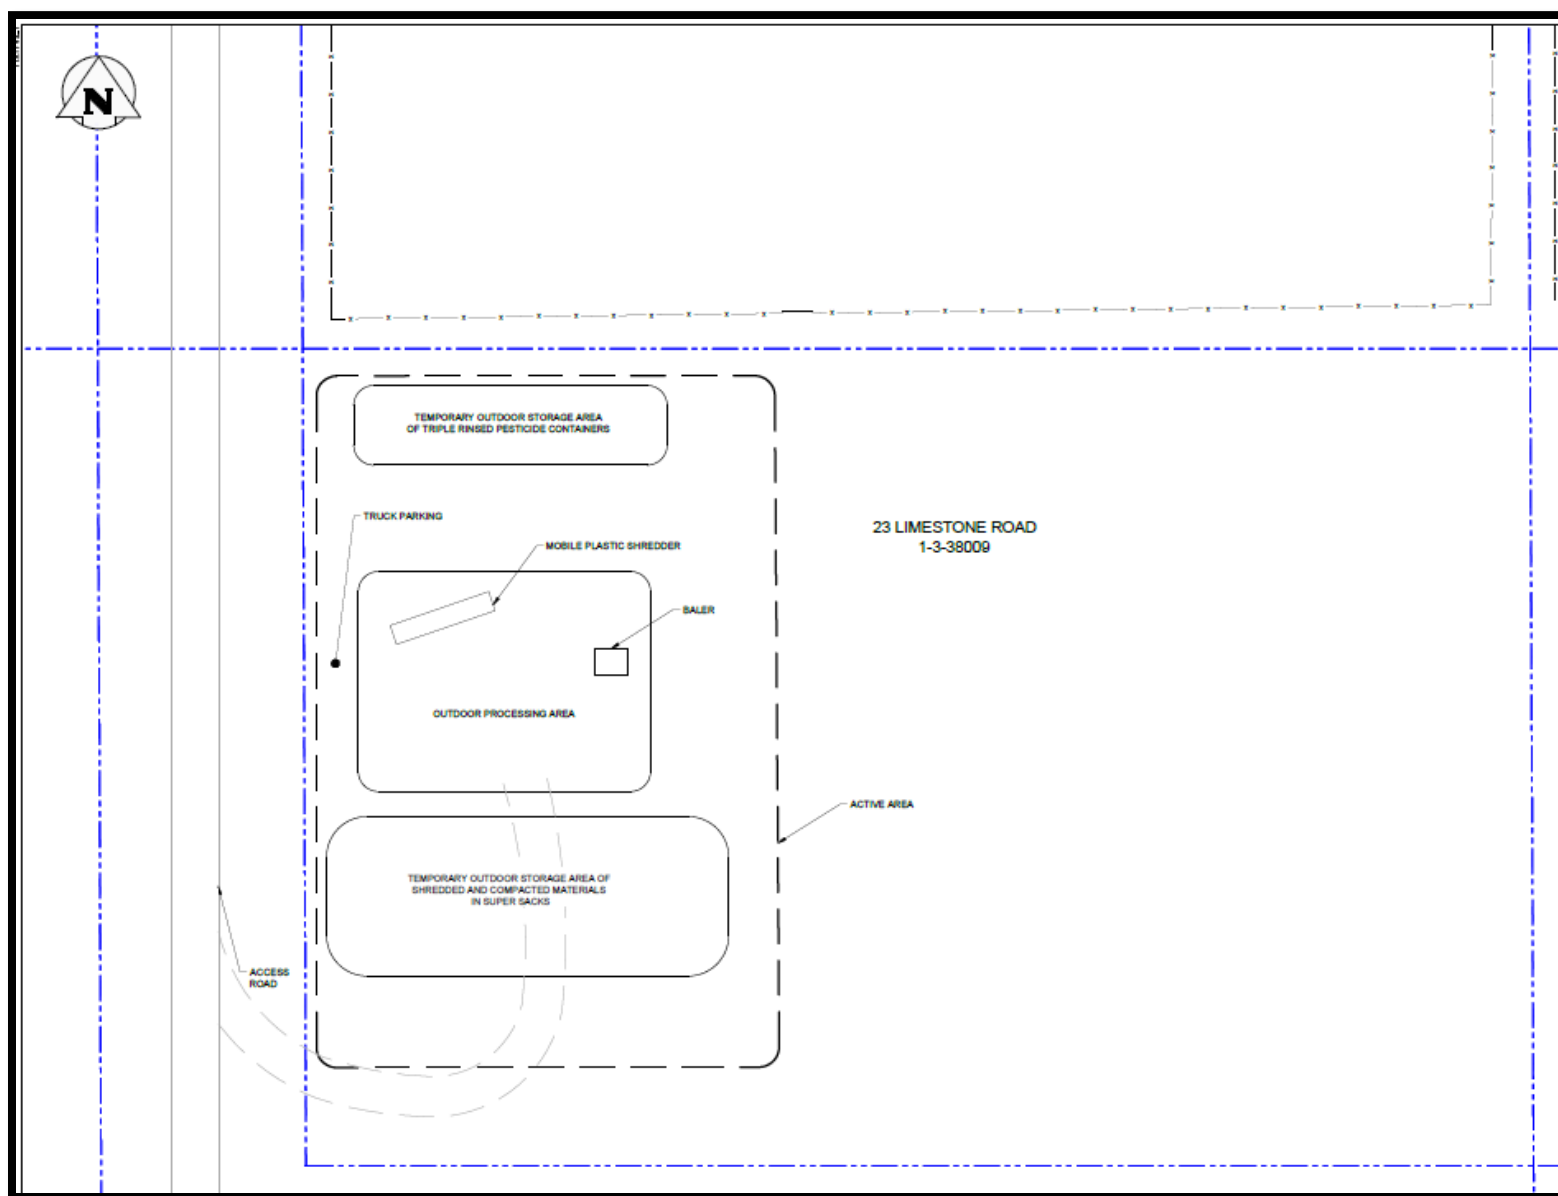 N
TEMPORARY OUTDOOR STORAGE AREA
OF TRIPLE RINSED PESTICIDE CONTAINERS
TRUCK PARKING
23 LIMESTONE ROAD
1-3-38009
MOBILE PLASTIC SHREDDER
BALER
OUTDOOR PROCESSING AREA
ACTIVE AREA
TEMPORARY OUTDOOR STORAGE AREA OF
SHREDDED AND COMPACTED MATERIALS
IN SUPER SACKS
ACCESS
ROAD